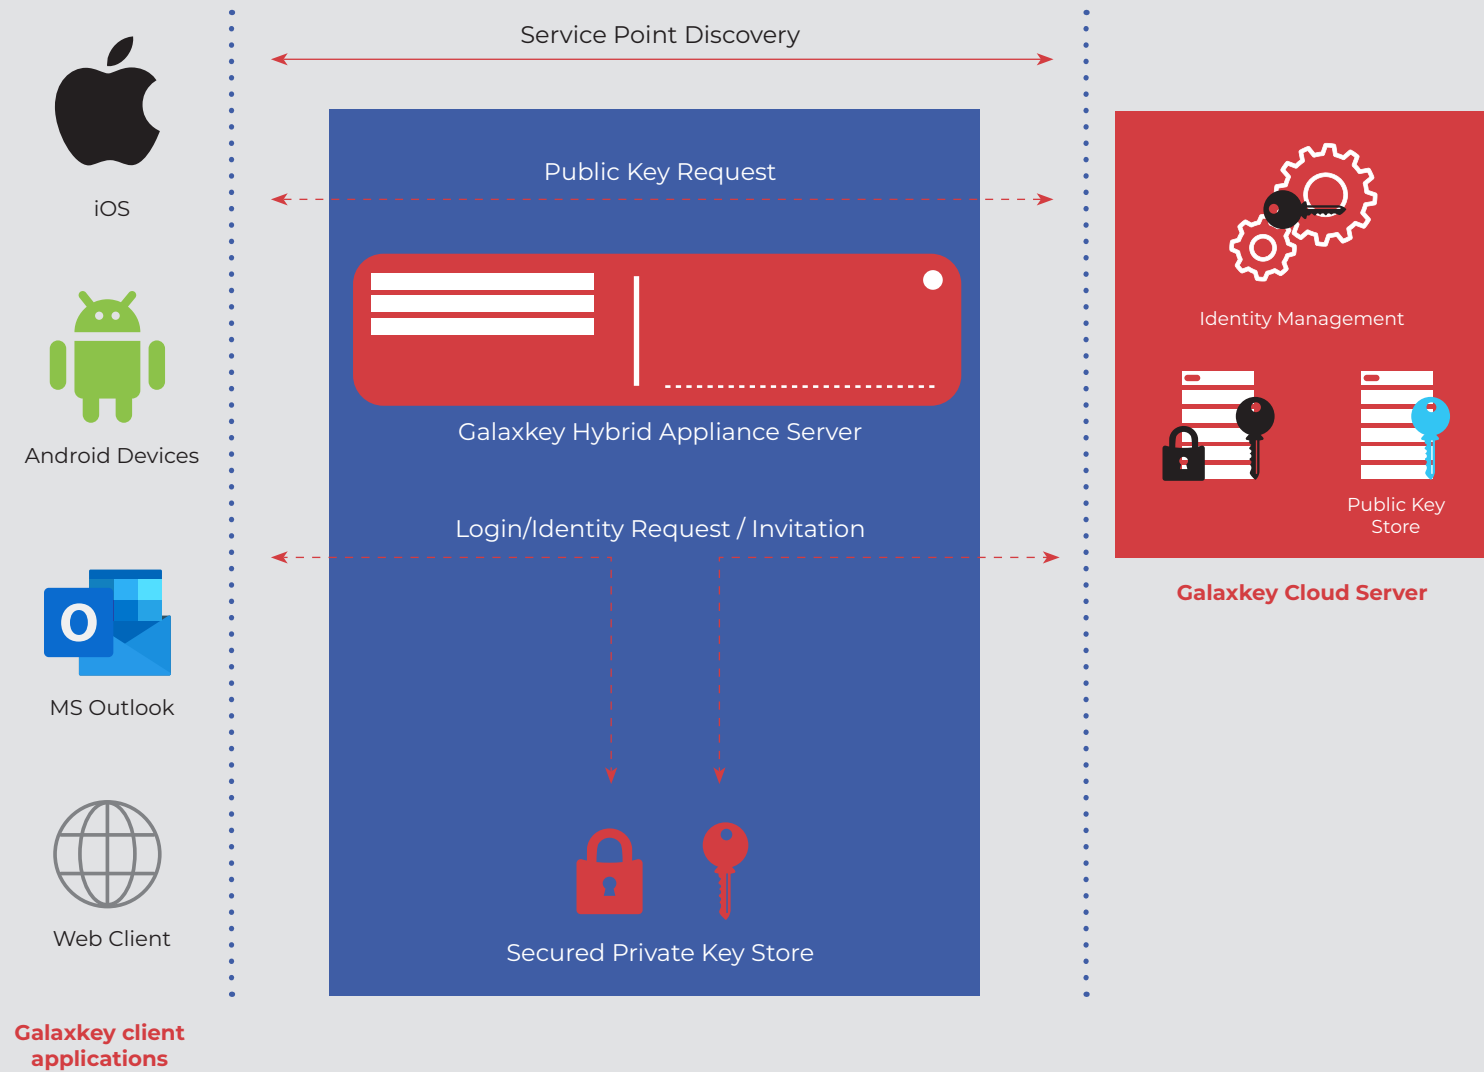 Service Point Discovery
Public Key Request
iOS
Identity Management
Galaxkey Hybrid Appliance Server
Android Devices
Public Key
Store
Login/Identity Request / Invitation
Galaxkey Cloud Server
O
MS Outlook
Web Client
Secured Private Key Store
Galaxkey client
applications